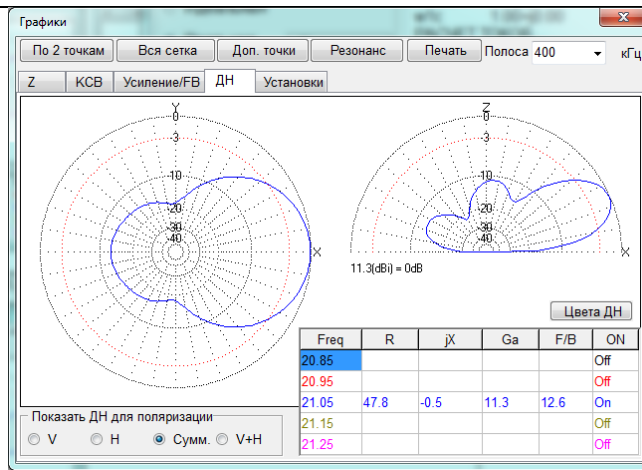 Графики
x
По 2 точкам Вся сетка Доп. точки Резонанс Печать Полоса 400 кГц
Z КСВ Усиление/FB ДН Установки
Y Z
0 0
-3 -3
-10 -10
-20 -20
-30 -30
-40 -40
X X
11.3(dBi) = 0dB
Цвета ДН
Freq R jX Ga F/B ON
20.85 Off
20.95 Off
21.05 47.8 -0.5 11.3 12.6 On
21.15 Off
21.25 Off
Показать ДН для поляризации
V H Сумм. V+H